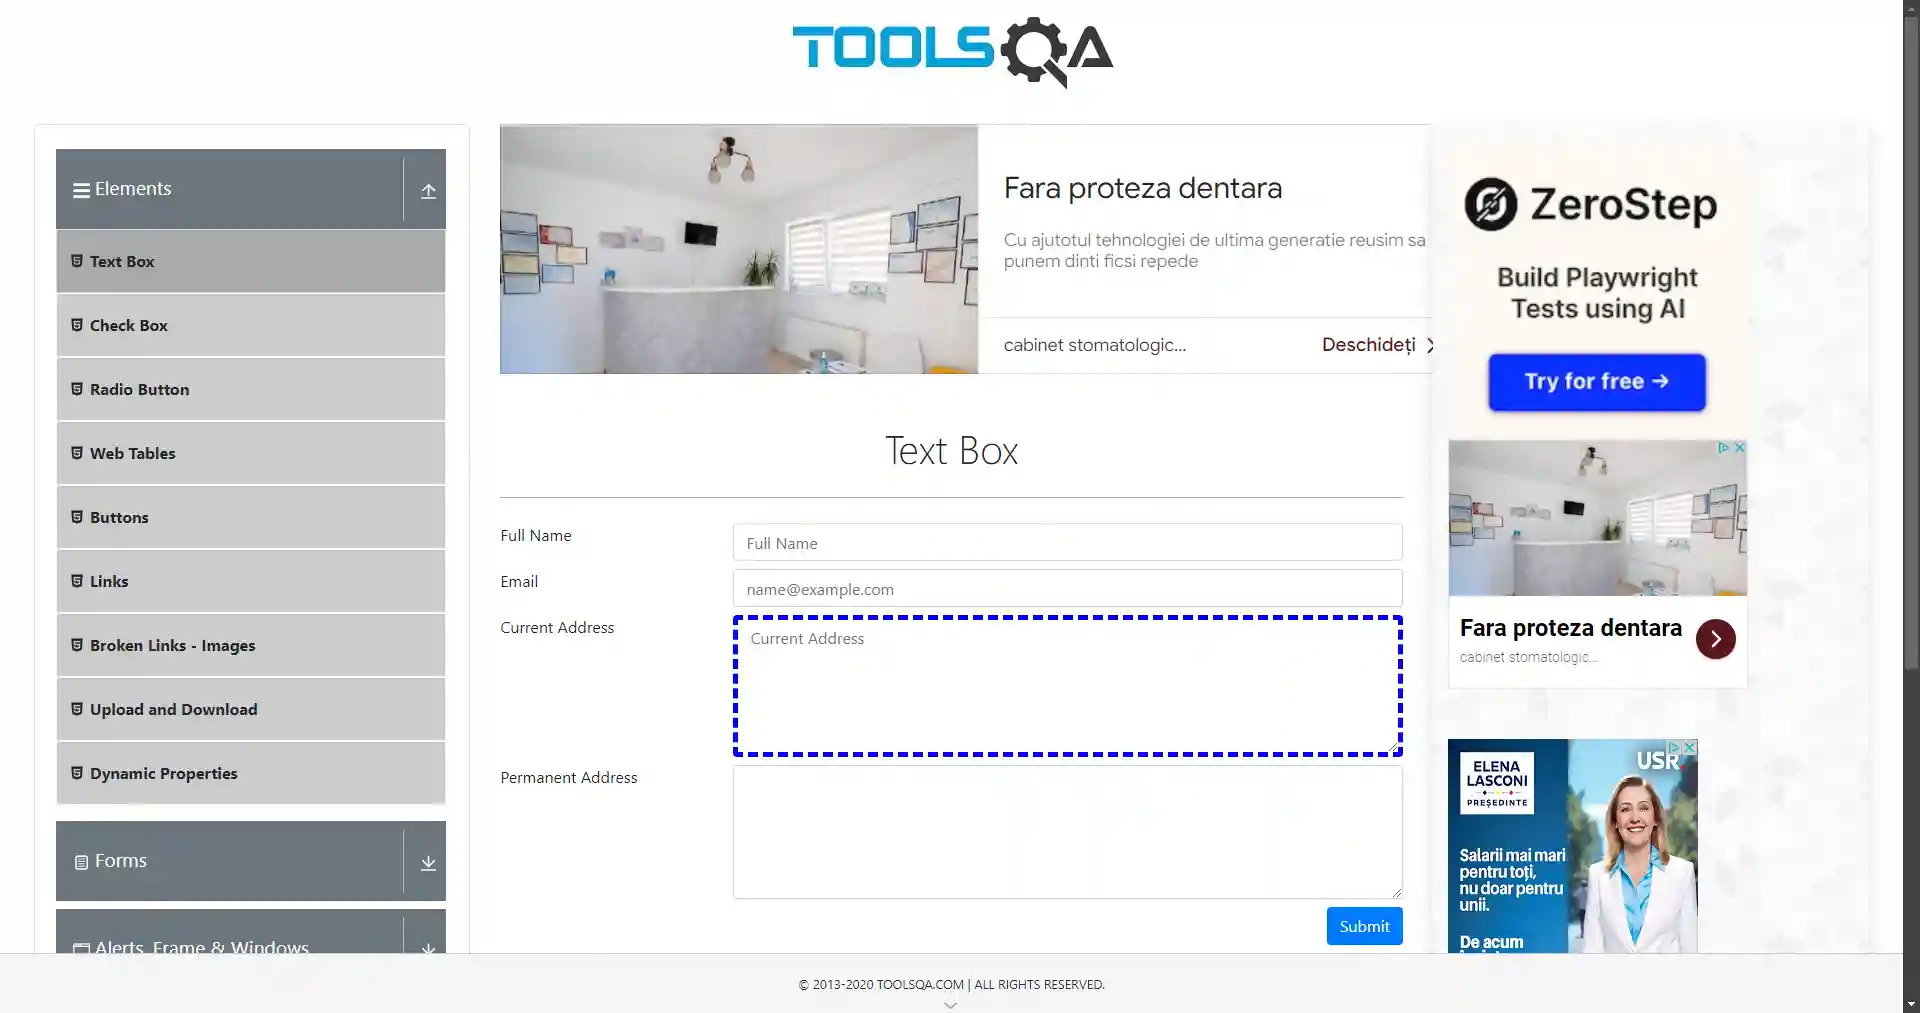 TOOLSQA
Elements
Text Box
Check Box
Radio Button
Web Tables
Buttons
Links
Broken Links - Images
Upload and Download
Dynamic Properties
Forms
Alerts, Frame & Windows
Fara proteza dentara
Cu ajutotul tehnologiei de ultima generatie reusim sa
punem dinti ficsi repede
cabinet stomatologic...
Deschideți
Text Box
Full Name
Full Name
Email
name@example.com
Current Address
Current Address
Permanent Address
Submit
ZeroStep
Build Playwright
Tests using AI
Try for free →
Fara proteza dentara
cabinet stomatologic...
ELENA
LASCONI
PREȘEDINTE
USR
Salarii mai mari
pentru toți,
nu doar pentru
unii.
De acum
© 2013-2020 TOOLSQA.COM | ALL RIGHTS RESERVED.